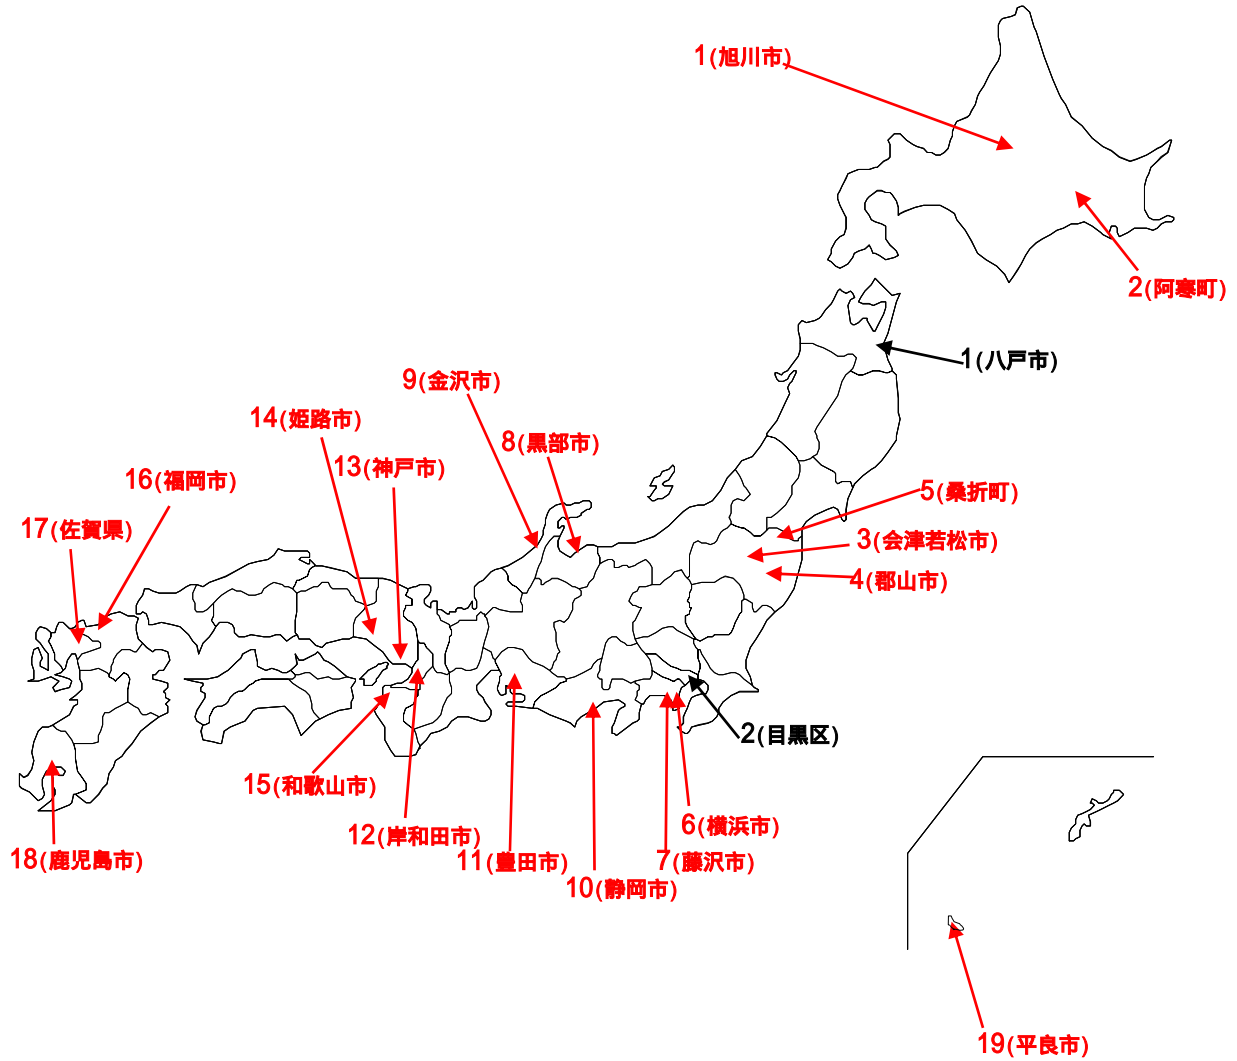 1(旭川市)
2(阿寒町)
1(八戸市)
9(金沢市)
14(姫路市)
8(黒部市)
13(神戸市)
16(福岡市)
5(桑折町)
17(佐賀県)
3(会津若松市)
4(郡山市)
2(目黒区)
15(和歌山市)
6(横浜市)
12(岸和田市)
18(鹿児島市)
11(豊田市)
7(藤沢市)
10(静岡市)
19(平良市)